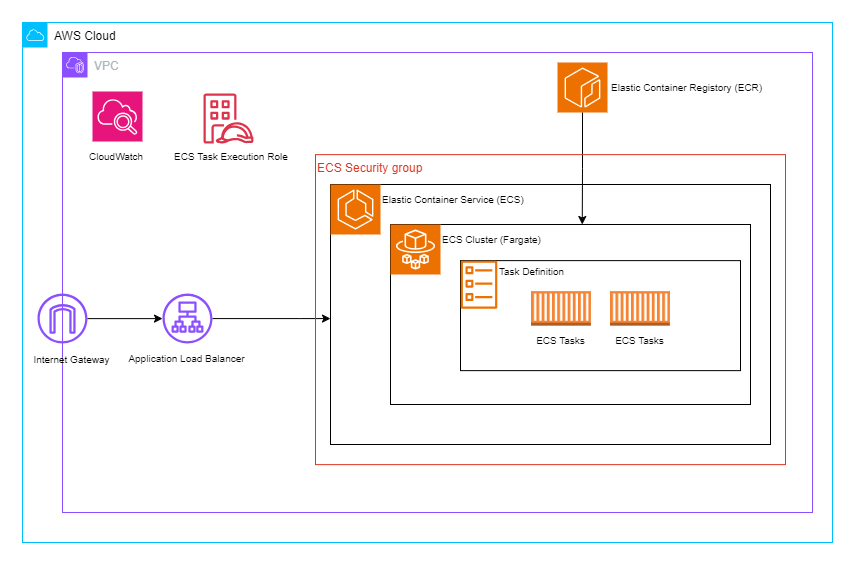 AWS Cloud
VPC
Elastic Container Registory (ECR)
CloudWatch
ECS Task Execution Role
ECS Security group
Elastic Container Service (ECS)
ECS Cluster (Fargate)
Task Definition
ECS Tasks
ECS Tasks
Internet Gateway
Application Load Balancer